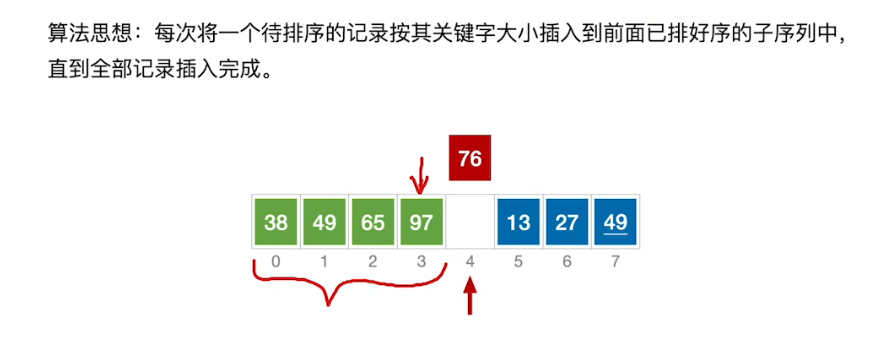 算法思想：每次将一个待排序的记录按其关键字大小插入到前面已排好序的子序列中，
直到全部记录插入完成。
76
38 49 65 97 13 27 49
0 1 2 3 4 5 6 7